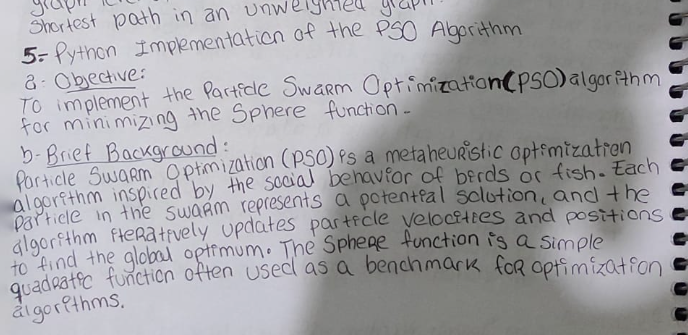 shortest path in an unweighted graph
5- Python Implementation of the PSO Algorithm
a- Objective:
To implement the Particle Swarm Optimization (PSO) algorithm
for minimizing the Sphere function.
b- Brief Background:
Particle Swarm Optimization (PSO) is a metaheuristic optimization
algorithm inspired by the social behavior of birds or fish. Each
particle in the swarm represents a potential solution, and the
algorithm iteratively updates particle velocities and positions
to find the global optimum. The Sphere function is a simple
quadratic function often used as a benchmark for optimization
algorithms.